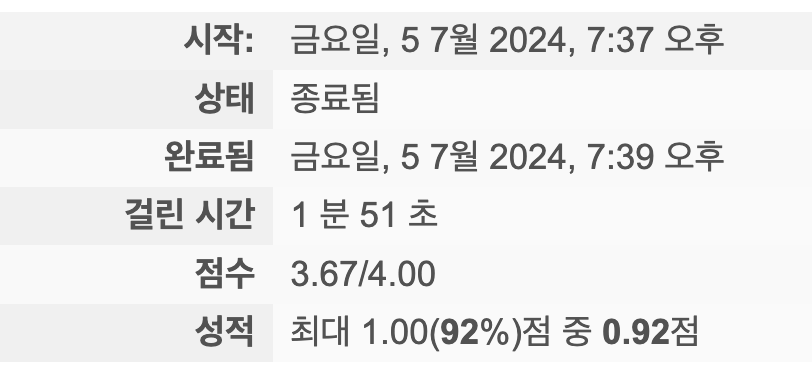 시작: 금요일, 5 7월 2024, 7:37 오후
상태 종료됨
완료됨 금요일, 5 7월 2024, 7:39 오후
걸린 시간 1 분 51 초
점수 3.67/4.00
성적 최대 1.00(92%)점 중 0.92점